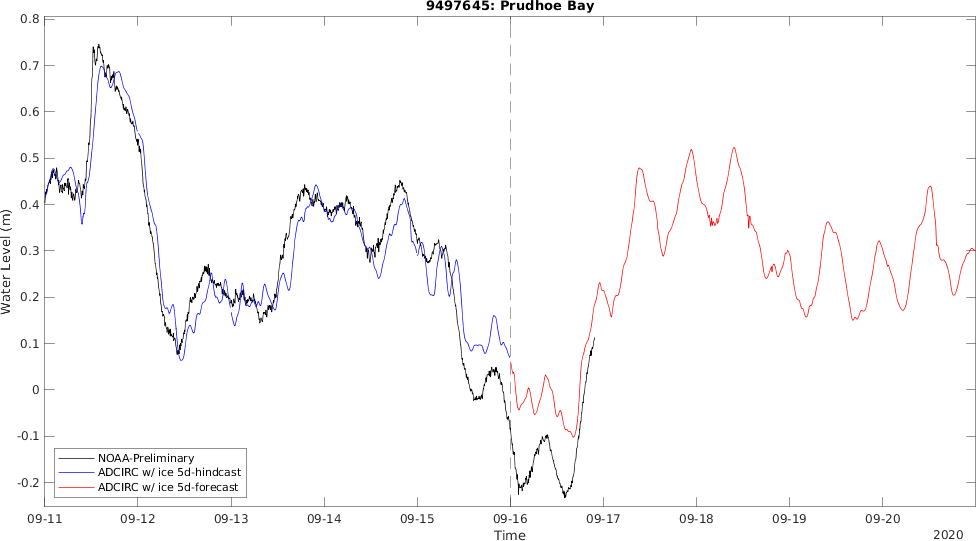 9497645: Prudhoe Bay
0.8
0.7
0.6
0.5
0.4
0.3
0.2
0.1
0
-0.1
-0.2
Water Level (m)
NOAA-Preliminary
ADCIRC w/ ice 5d-hindcast
ADCIRC w/ ice 5d-forecast
09-11 09-12 09-13 09-14 09-15 09-16 09-17 09-18 09-19 09-20
Time
2020